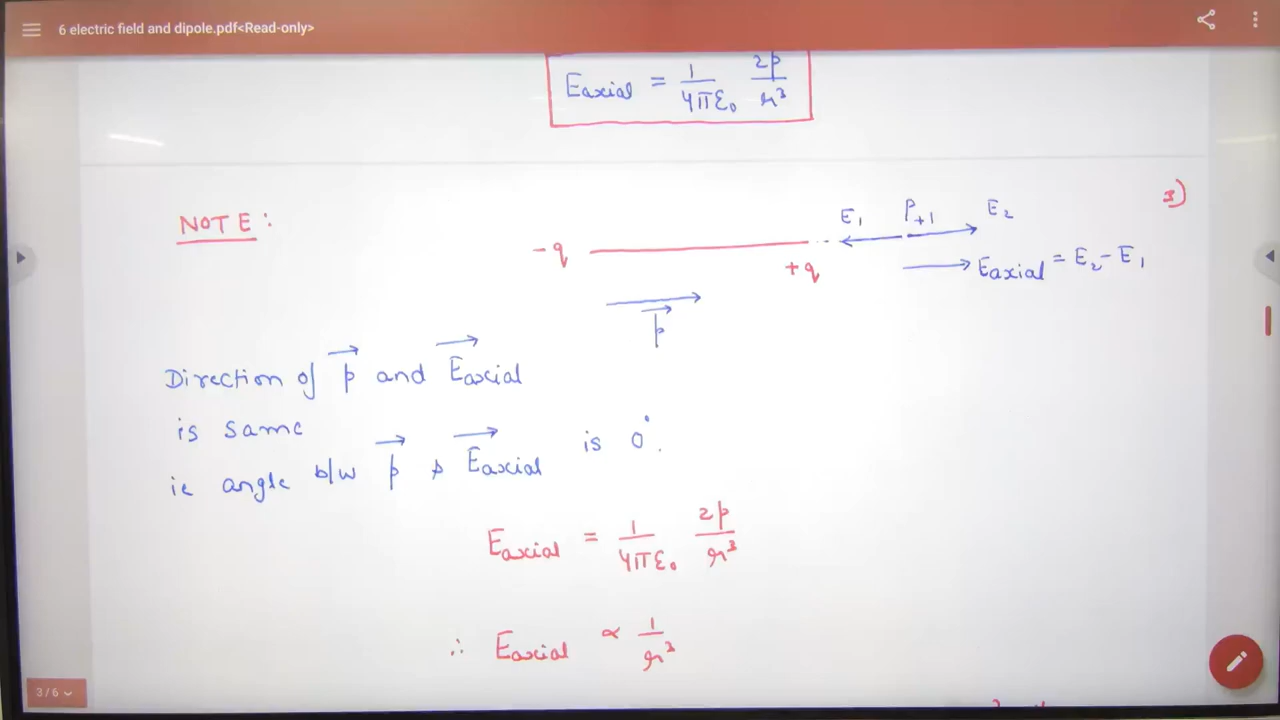 6 electric field and dipole.pdf<Read-only>
Eaxial = 1/4πε₀ 2p/r³
3)
NOTE:
-q +q E₁ P+1 E₂
Eaxial = E₂ - E₁
p⃗
Direction of p⃗ and E⃗axial
is same
ie angle b/w p⃗ & E⃗axial is 0°.
Eaxial = 1/4πε₀ 2p/r³
∴ Eaxial ∝ 1/r³
3 / 6